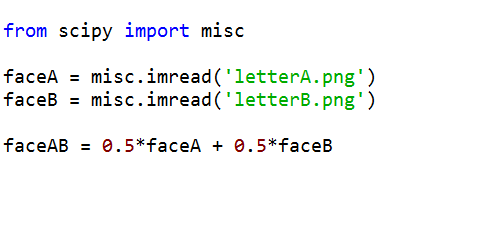 from scipy import misc
faceA = misc.imread('letterA.png')
faceB = misc.imread('letterB.png')
faceAB = 0.5*faceA + 0.5*faceB